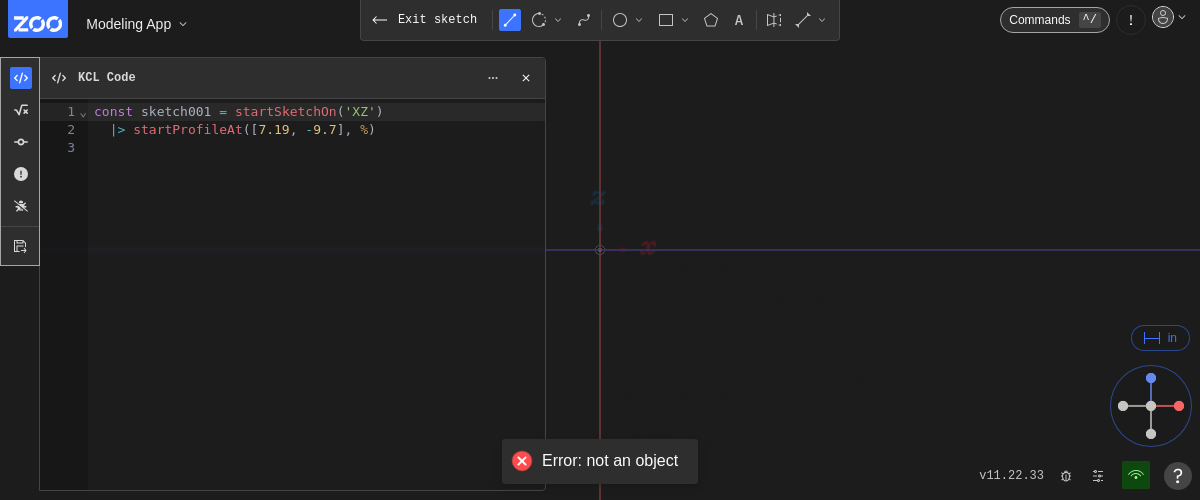 ZOO
Modeling App
Exit sketch
A
Commands ^/
!
KCL Code
1 const sketch001 = startSketchOn('XZ')
2 |> startProfileAt([7.19, -9.7], %)
3
z
x
in
Error: not an object
v11.22.33
?